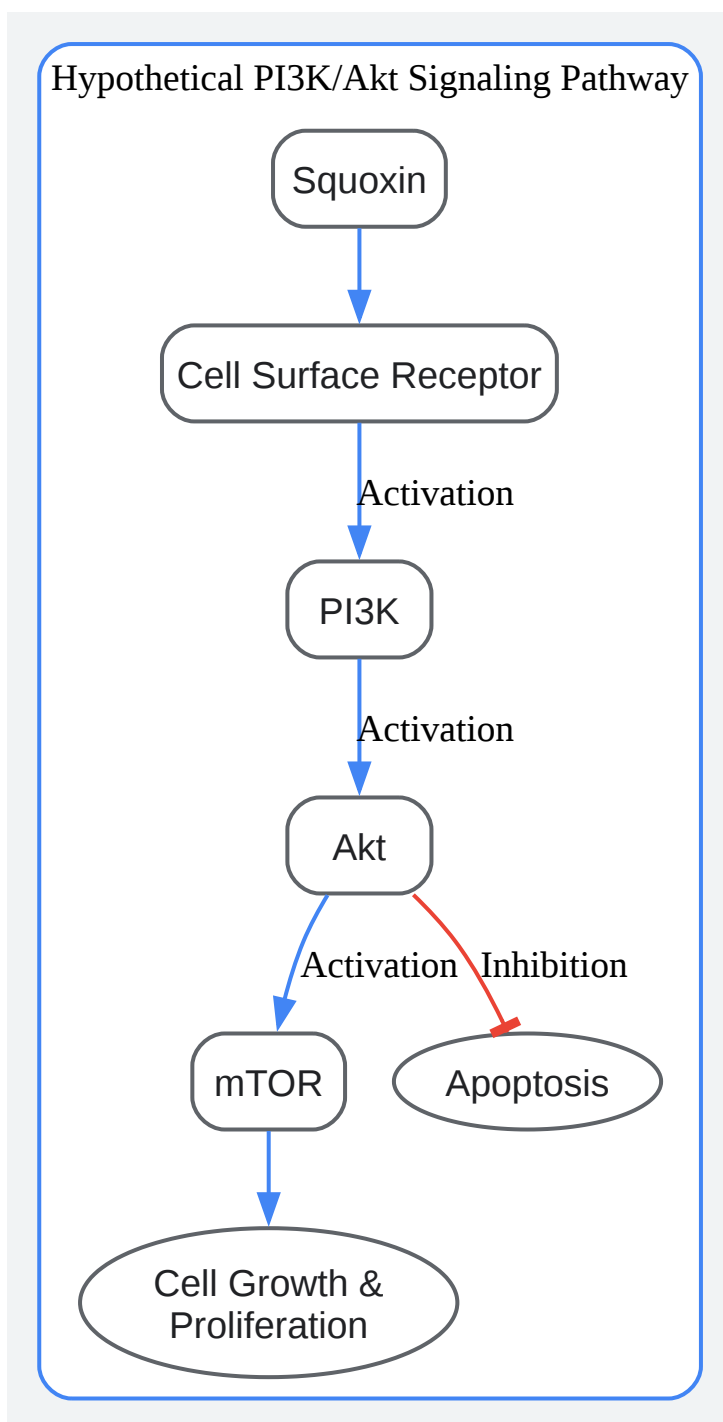 Hypothetical PI3K/Akt Signaling Pathway
Squoxin
Cell Surface Receptor
Activation
PI3K
Activation
Akt
Activation
Inhibition
mTOR
Apoptosis
Cell Growth &
Proliferation